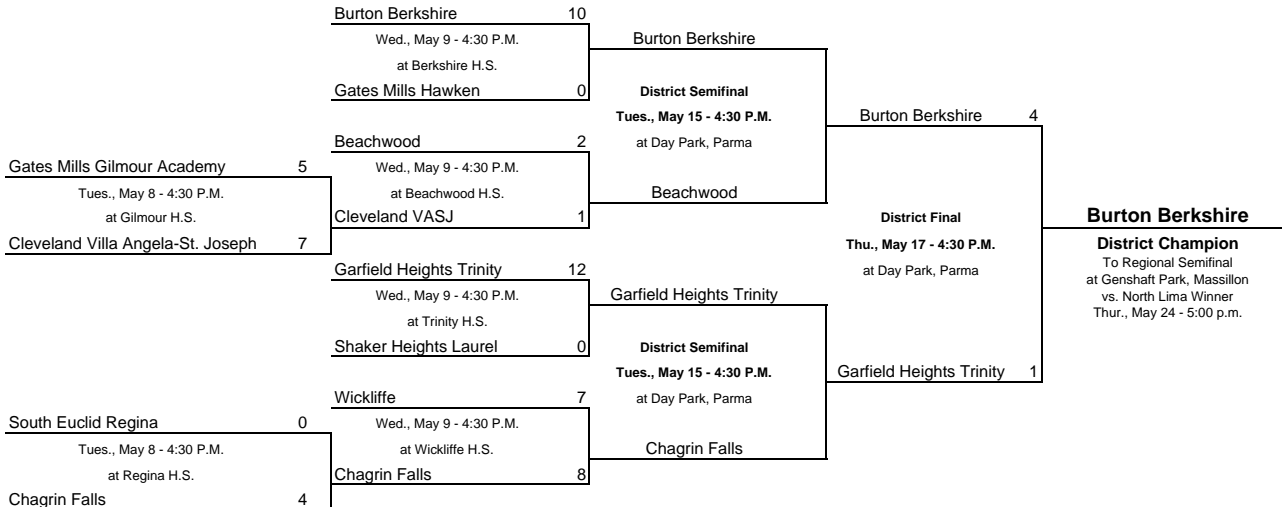 Burton Berkshire 10
Wed., May 9 - 4:30 P.M.
at Berkshire H.S.
Gates Mills Hawken 0
Burton Berkshire
District Semifinal
Tues., May 15 - 4:30 P.M.
at Day Park, Parma
Beachwood 2
Wed., May 9 - 4:30 P.M.
at Beachwood H.S.
Cleveland VASJ 1
Gates Mills Gilmour Academy 5
Tues., May 8 - 4:30 P.M.
at Gilmour H.S.
Cleveland Villa Angela-St. Joseph 7
Beachwood
Burton Berkshire 4
District Final
Thu., May 17 - 4:30 P.M.
at Day Park, Parma
Burton Berkshire
District Champion
To Regional Semifinal
at Genshaft Park, Massillon
vs. North Lima Winner
Thur., May 24 - 5:00 p.m.
Garfield Heights Trinity 12
Wed., May 9 - 4:30 P.M.
at Trinity H.S.
Shaker Heights Laurel 0
Garfield Heights Trinity
District Semifinal
Tues., May 15 - 4:30 P.M.
at Day Park, Parma
Garfield Heights Trinity 1
Wickliffe 7
Wed., May 9 - 4:30 P.M.
at Wickliffe H.S.
Chagrin Falls 8
Chagrin Falls
South Euclid Regina 0
Tues., May 8 - 4:30 P.M.
at Regina H.S.
Chagrin Falls 4